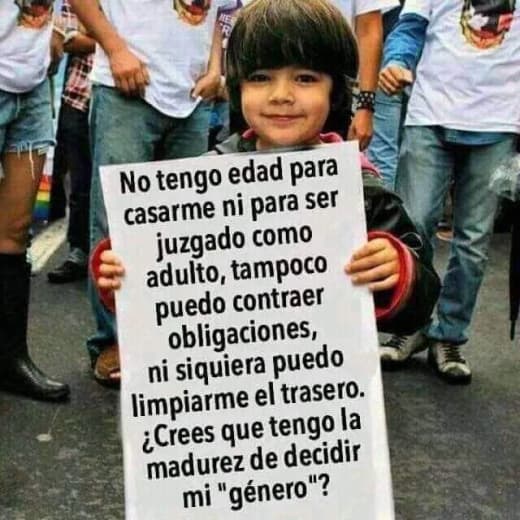 No tengo edad para
casarme ni para ser
juzgado como
adulto, tampoco
puedo contraer
obligaciones,
ni siquiera puedo
limpiarme el trasero.
¿Crees que tengo la
madurez de decidir
mi "género"?